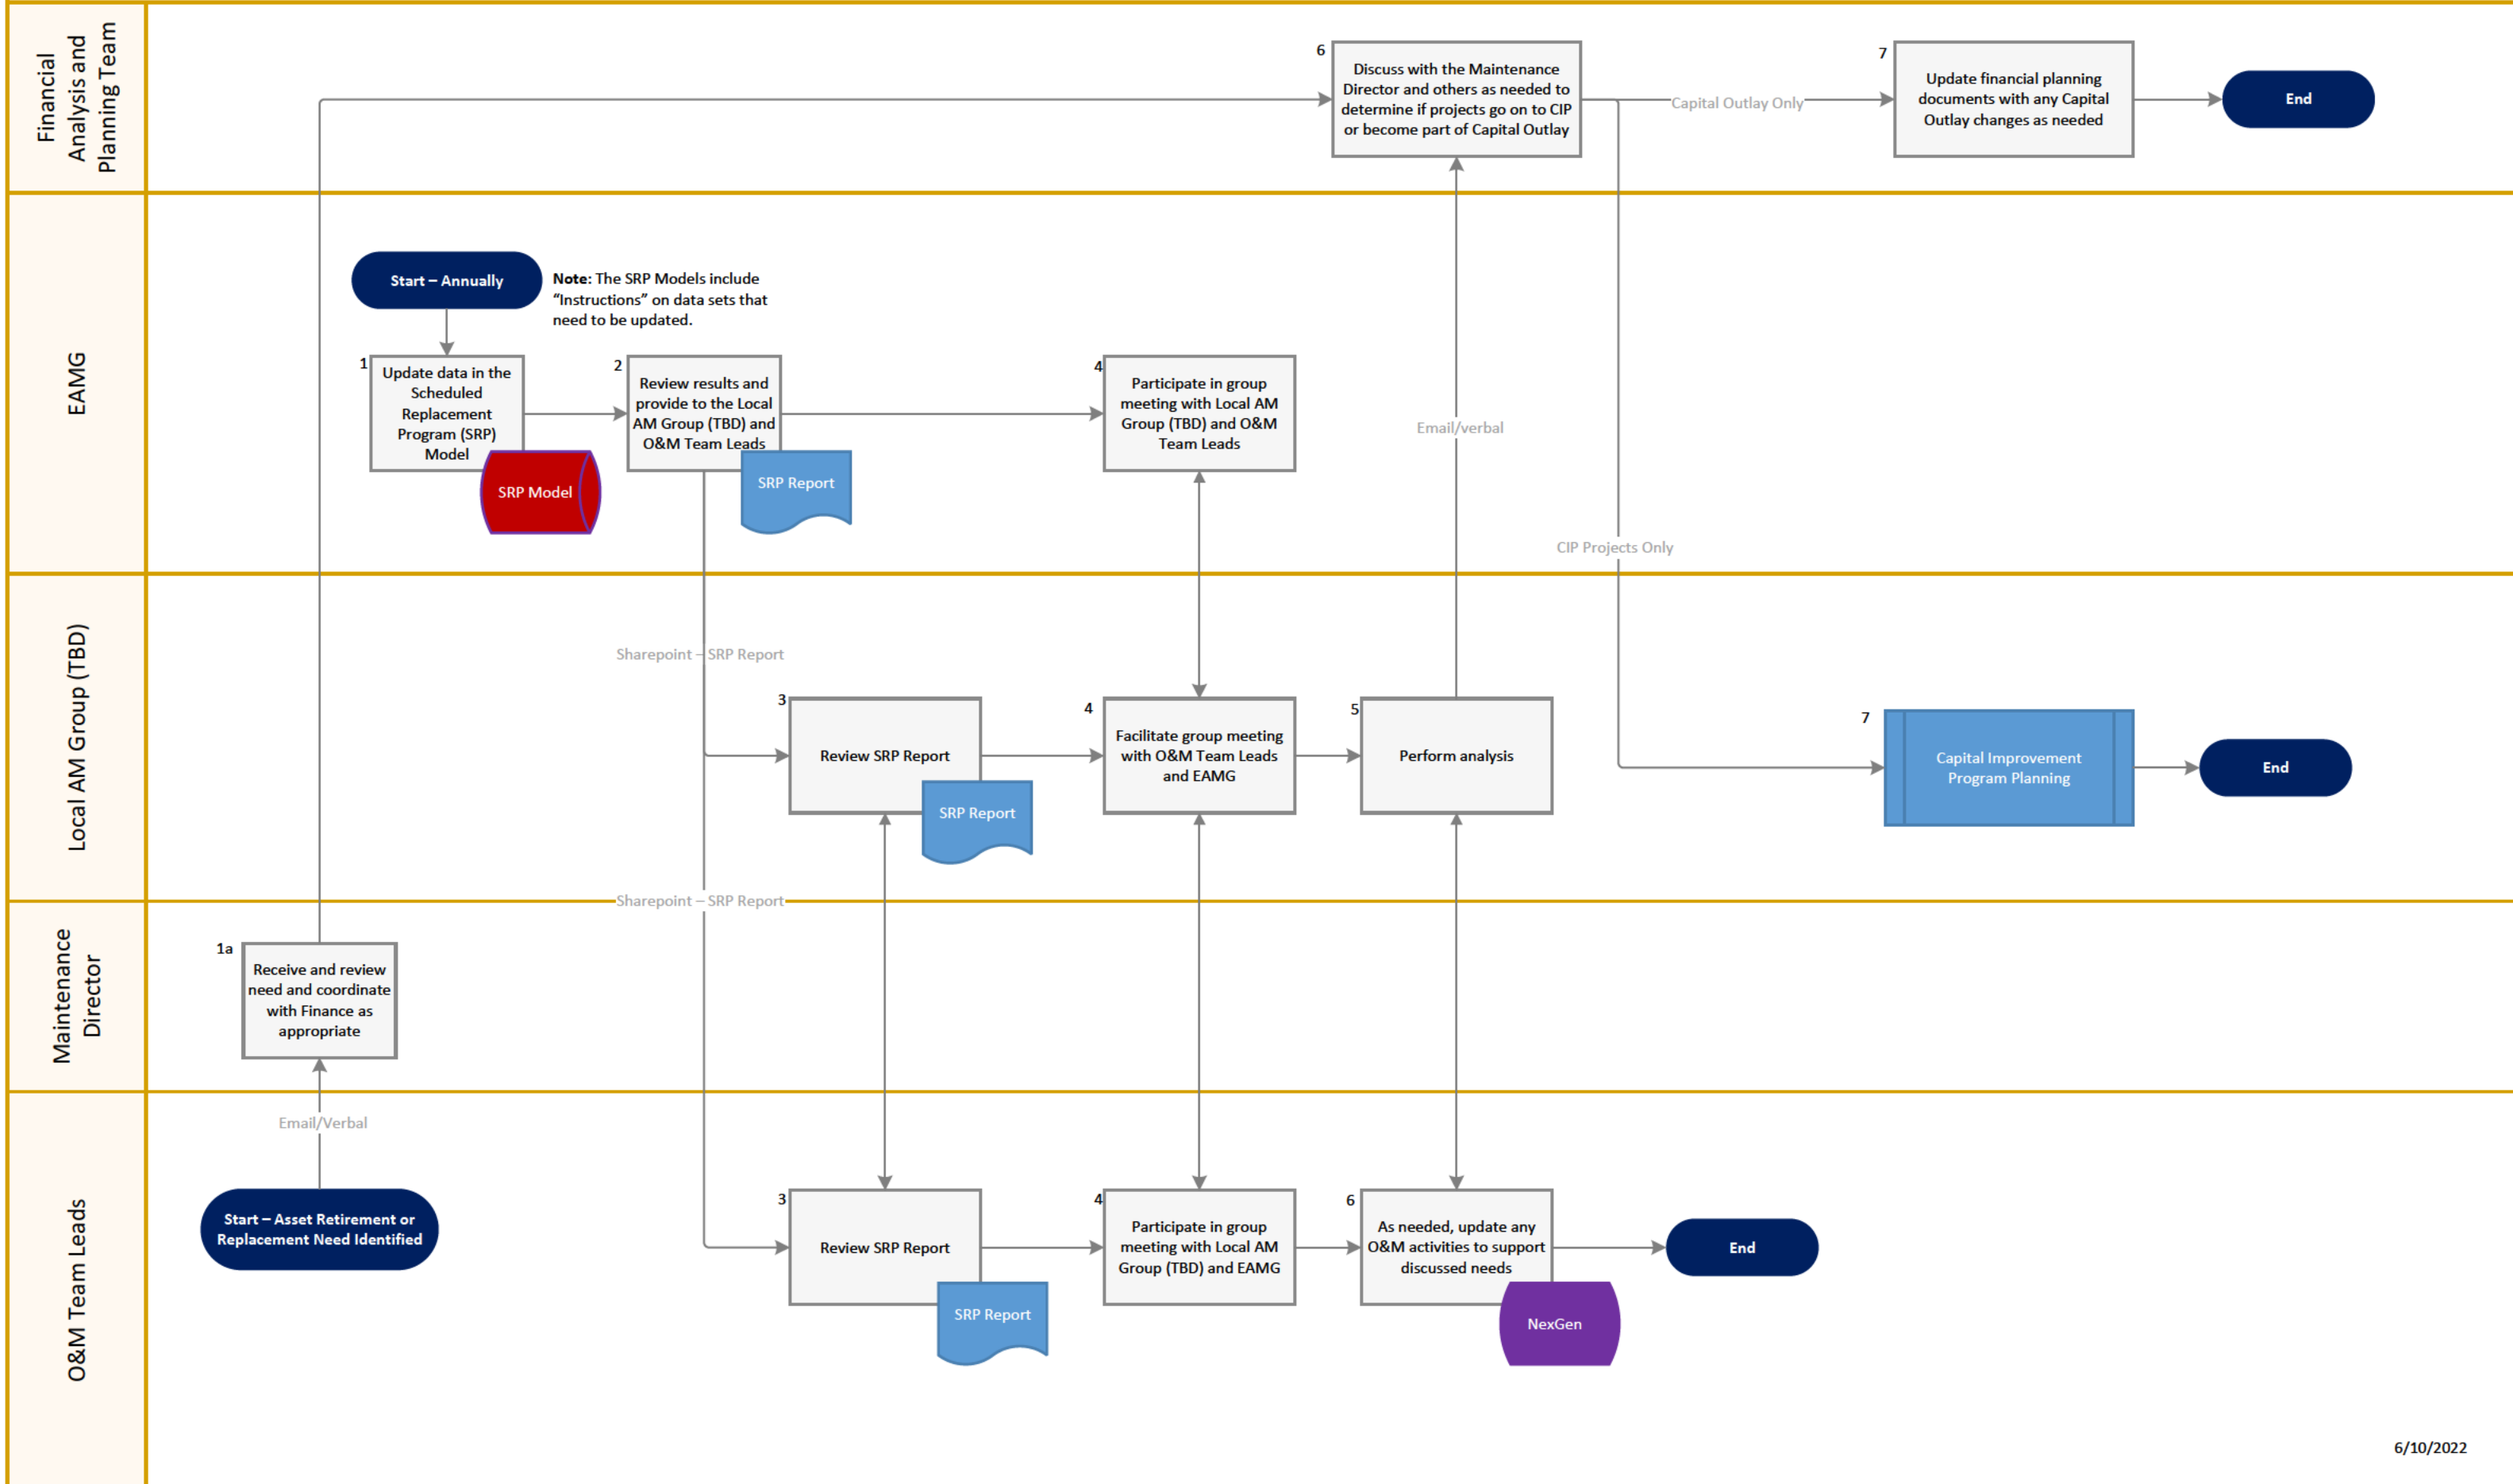 Financial
Analysis and
Planning Team
6
Discuss with the Maintenance
Director and others as needed to
determine if projects go on to CIP
or become part of Capital Outlay
Capital Outlay Only
7
Update financial planning
documents with any Capital
Outlay changes as needed
End
EAMG
Start – Annually
Note: The SRP Models include
“Instructions” on data sets that
need to be updated.
1
Update data in the
Scheduled
Replacement
Program (SRP)
Model
SRP Model
2
Review results and
provide to the Local
AM Group (TBD) and
O&M Team Leads
SRP Report
4
Participate in group
meeting with Local AM
Group (TBD) and O&M
Team Leads
Email/verbal
CIP Projects Only
Local AM Group (TBD)
Sharepoint – SRP Report
3
Review SRP Report
SRP Report
4
Facilitate group meeting
with O&M Team Leads
and EAMG
5
Perform analysis
7
Capital Improvement
Program Planning
End
Sharepoint – SRP Report
Maintenance
Director
1a
Receive and review
need and coordinate
with Finance as
appropriate
O&M Team Leads
Email/Verbal
Start – Asset Retirement or
Replacement Need Identified
3
Review SRP Report
SRP Report
4
Participate in group
meeting with Local AM
Group (TBD) and EAMG
6
As needed, update any
O&M activities to support
discussed needs
NexGen
End
6/10/2022